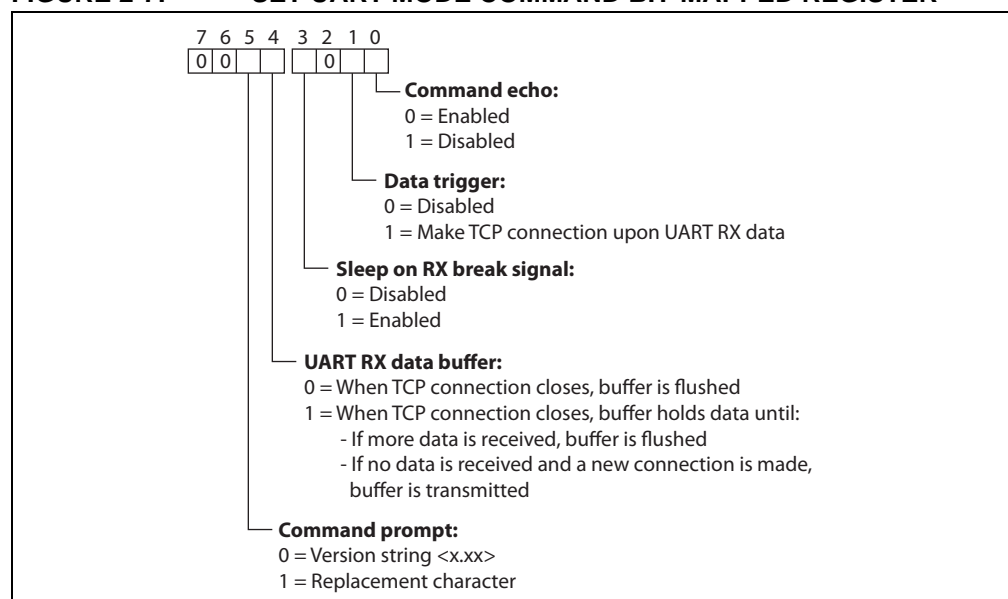 FIGURE 2-1: SET UART MODE COMMAND BIT-MAPPED REGISTER
7 6 5 4 3 2 1 0
0 0 0
Command echo:
0 = Enabled
1 = Disabled
Data trigger:
0 = Disabled
1 = Make TCP connection upon UART RX data
Sleep on RX break signal:
0 = Disabled
1 = Enabled
UART RX data buffer:
0 = When TCP connection closes, buffer is flushed
1 = When TCP connection closes, buffer holds data until:
- If more data is received, buffer is flushed
- If no data is received and a new connection is made,
buffer is transmitted
Command prompt:
0 = Version string <x.xx>
1 = Replacement character